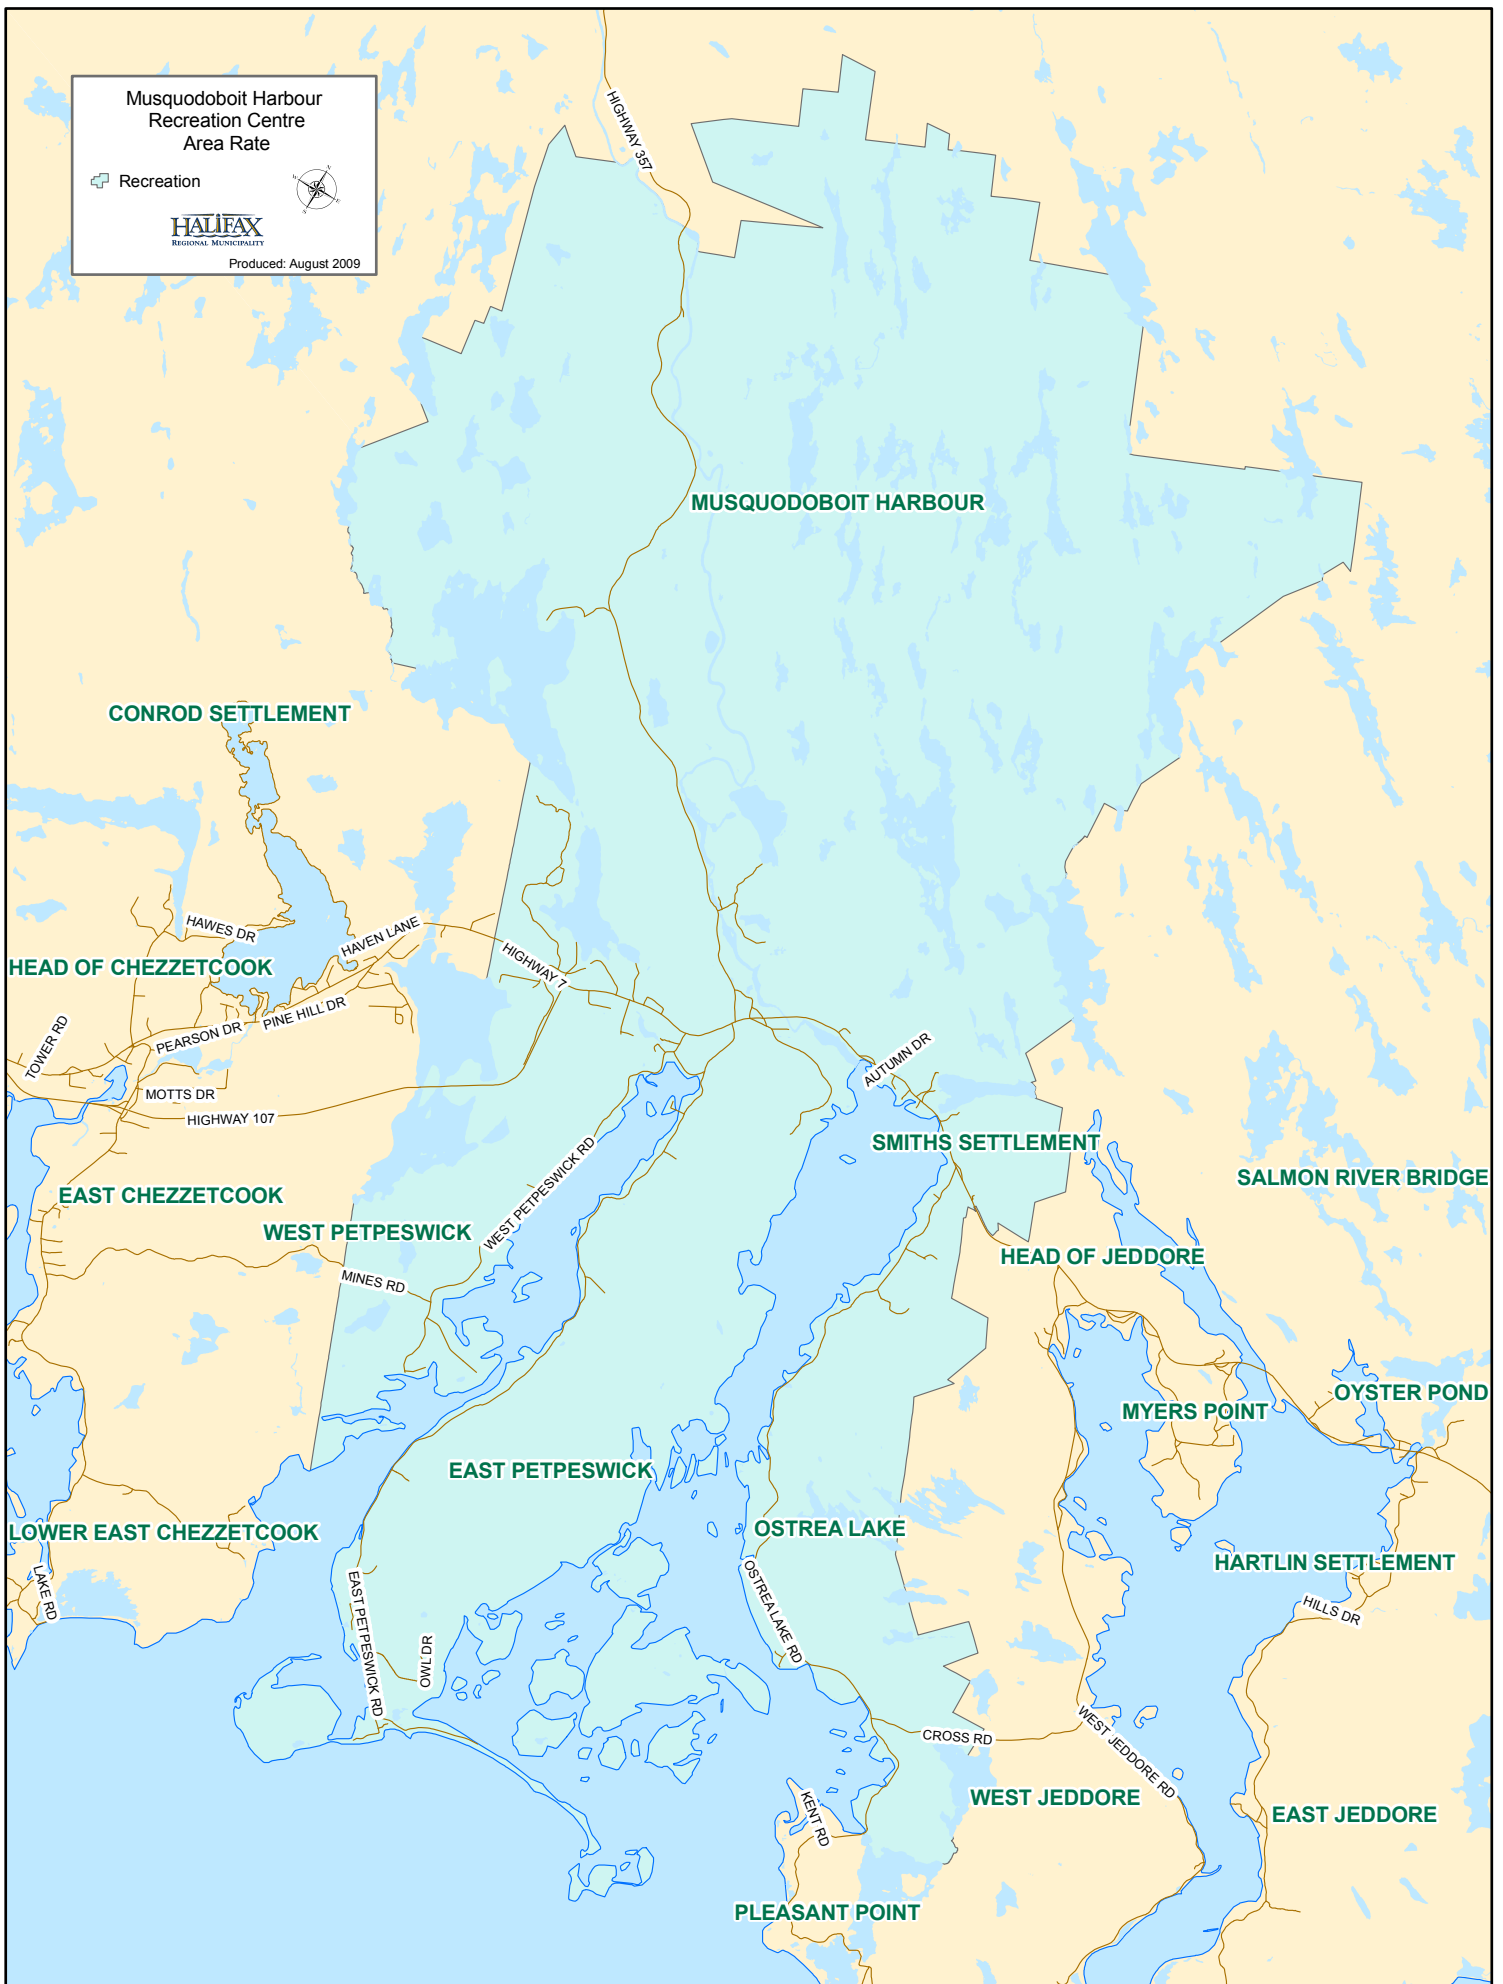 Musquodoboit Harbour
Recreation Centre
Area Rate
Recreation
N
W
E
S
HALIFAX
REGIONAL MUNICIPALITY
Produced: August 2009
HIGHWAY 357
MUSQUODOBOIT HARBOUR
CONROD SETTLEMENT
HAWES DR
HAVEN LANE
HIGHWAY 7
HEAD OF CHEZZETCOOK
PINE HILL DR
PEARSON DR
TOWER RD
AUTUMN DR
MOTTS DR
HIGHWAY 107
SMITHS SETTLEMENT
SALMON RIVER BRIDGE
EAST CHEZZETCOOK
WEST PETPESWICK RD
WEST PETPESWICK
HEAD OF JEDDORE
MINES RD
OYSTER POND
MYERS POINT
EAST PETPESWICK
LOWER EAST CHEZZETCOOK
OSTREA LAKE
HARTLIN SETTLEMENT
LAKE RD
OSTREA LAKE RD
HILLS DR
EAST PETPESWICK RD
OWL DR
CROSS RD
WEST JEDDORE RD
WEST JEDDORE
KENT RD
EAST JEDDORE
PLEASANT POINT